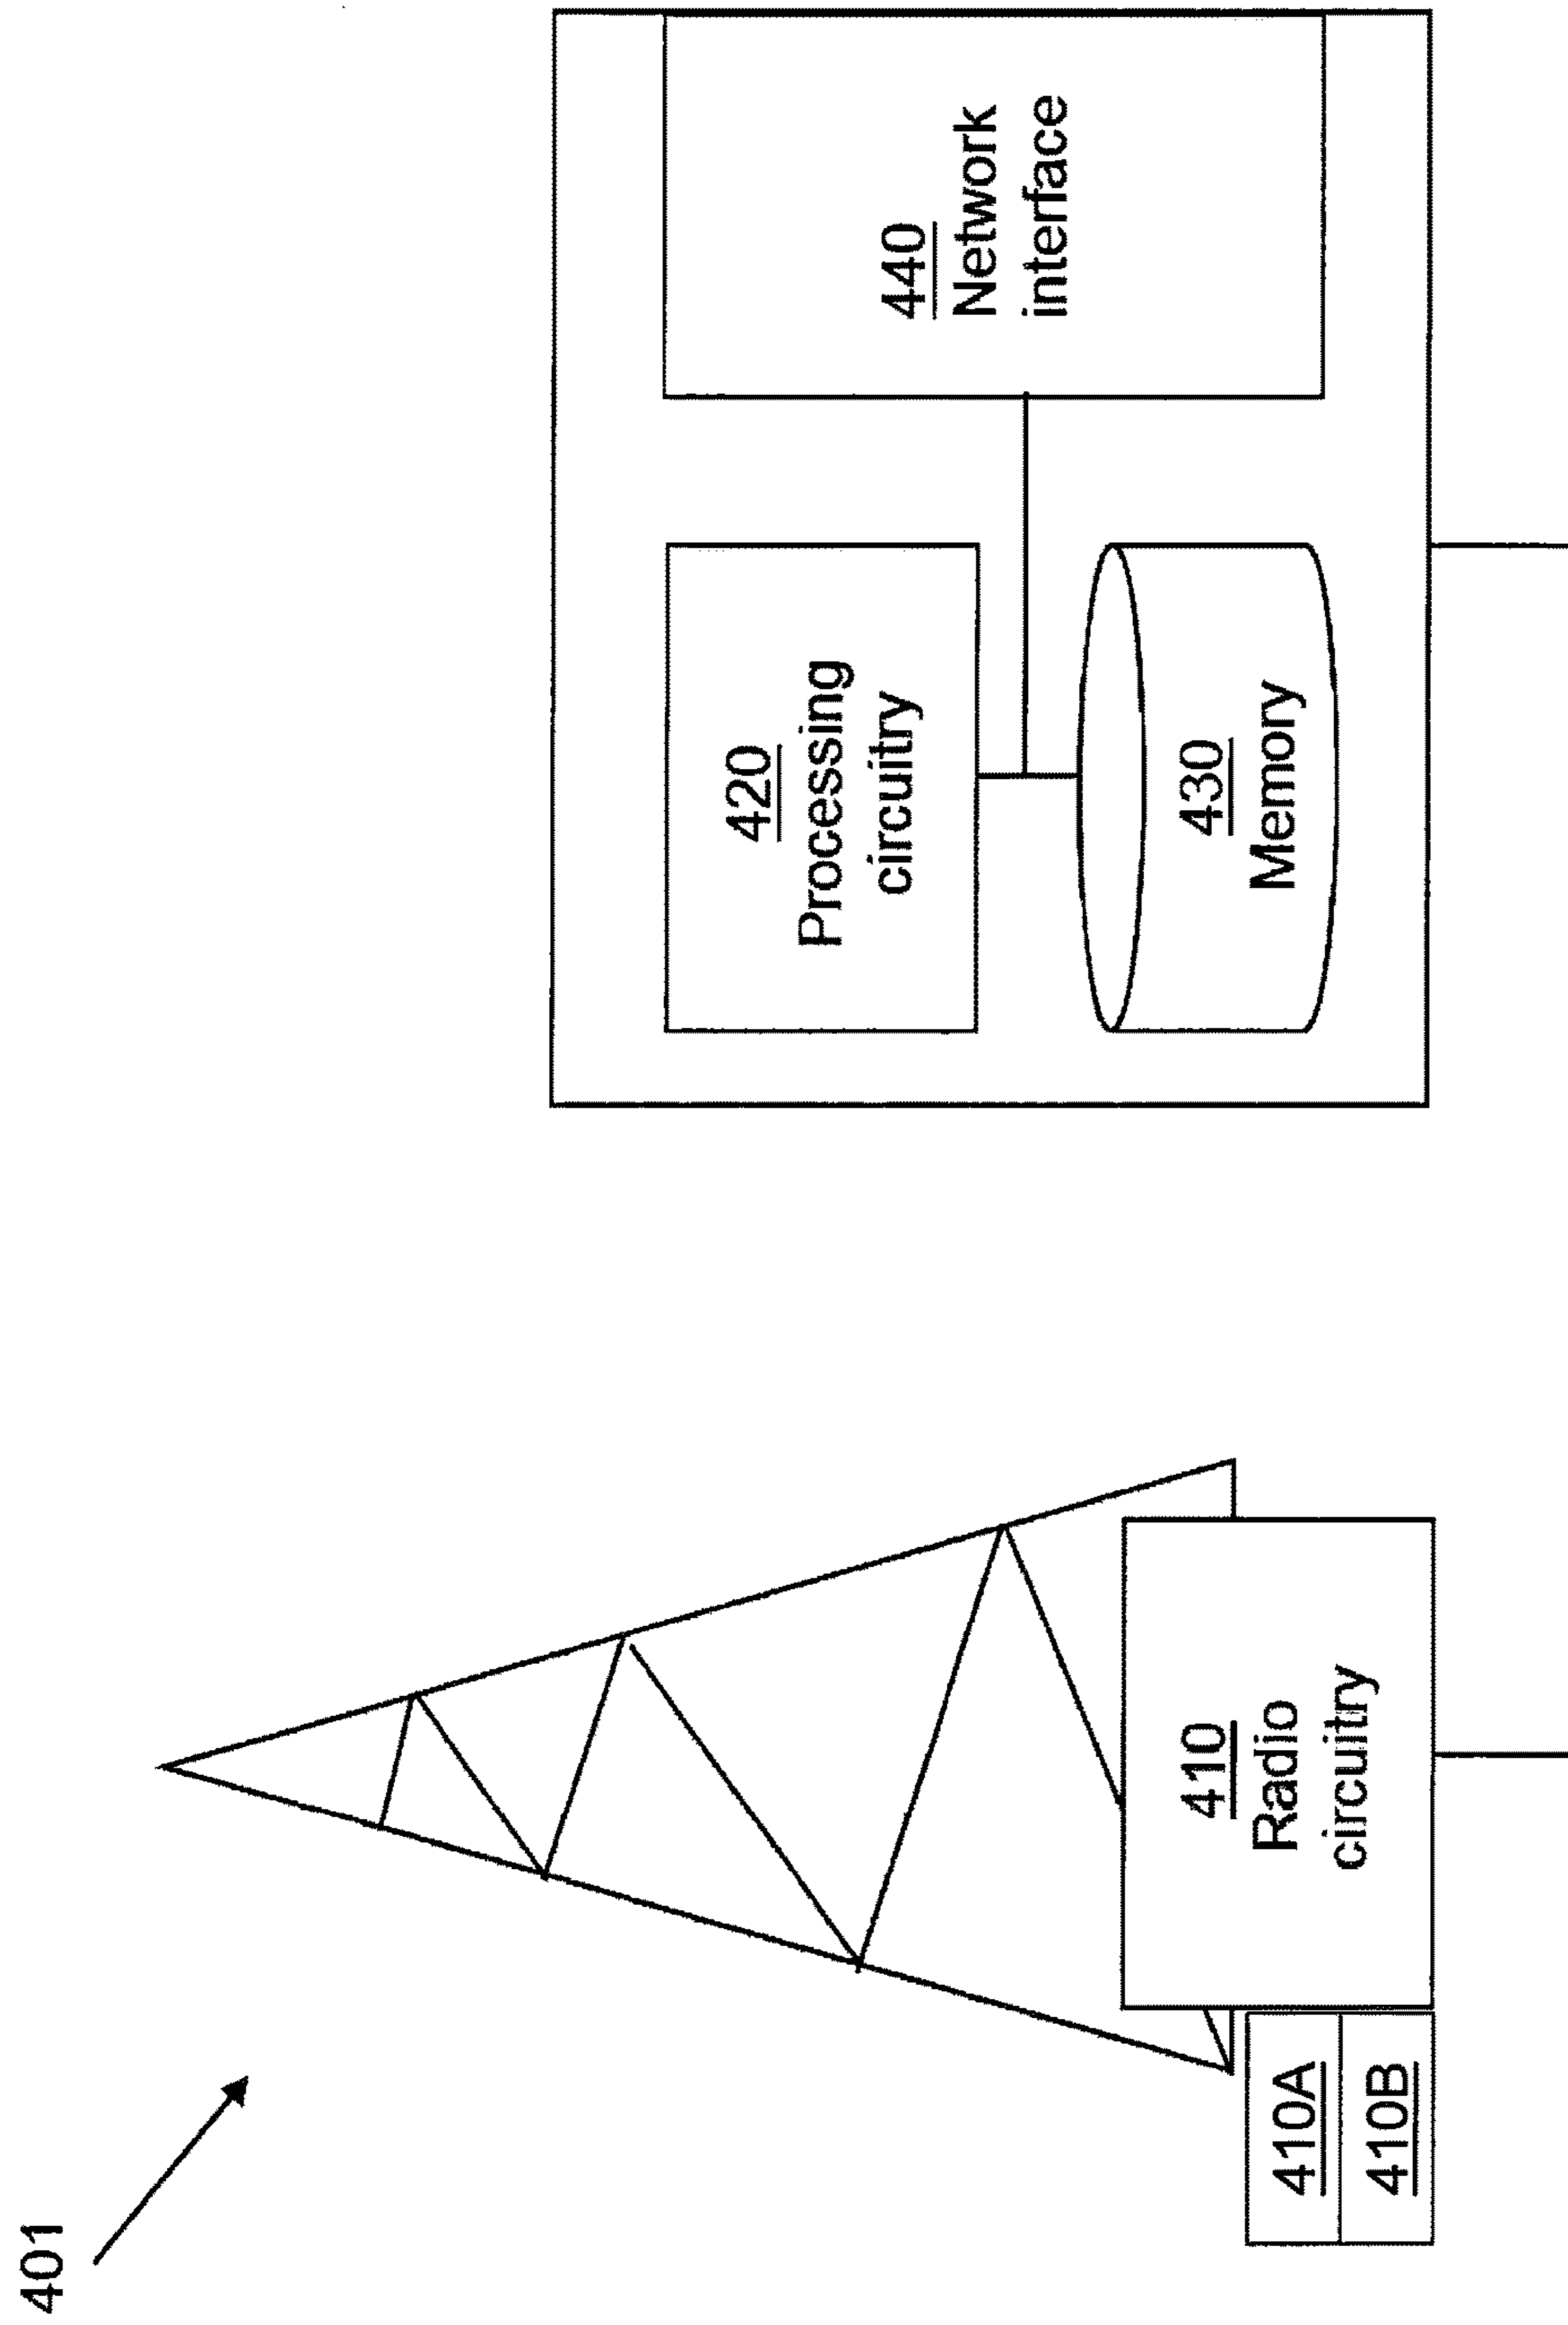 401
420
Processing
circuitry
440
Network
interface
430
Memory
410
Radio
circuitry
410A
410B